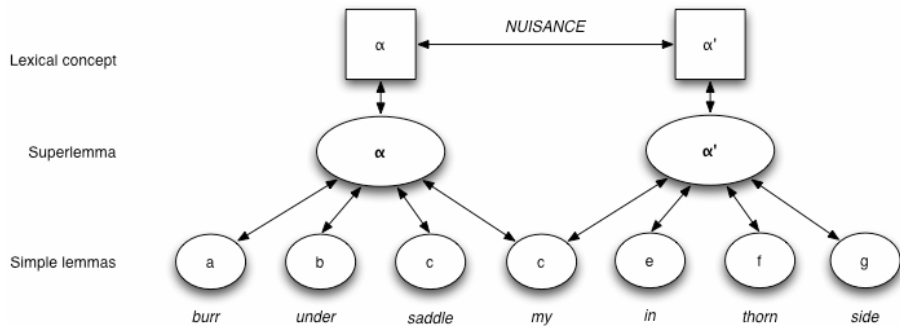 NUISANCE
Lexical concept α α'
Superlemma α α'
Simple lemmas a b c c e f g
burr under saddle my in thorn side